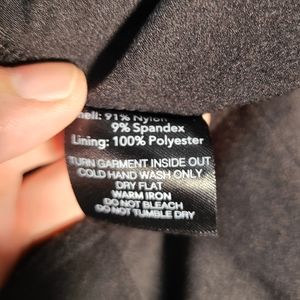 Shell: 91% Nylon
9% Spandex
Lining: 100% Polyester
TURN GARMENT INSIDE OUT
COLD HAND WASH ONLY
DRY FLAT
WARM IRON
DO NOT BLEACH
DO NOT TUMBLE DRY